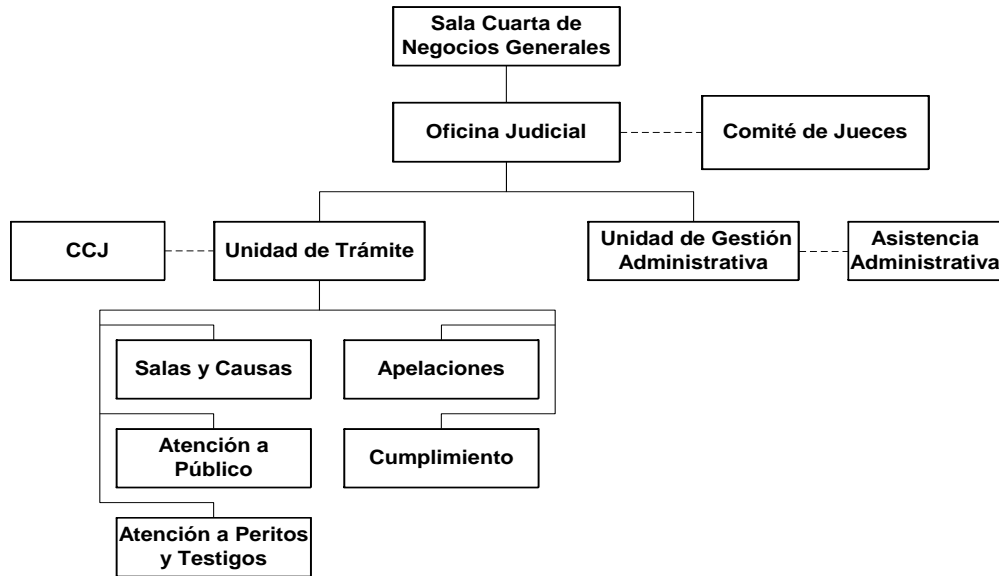 Sala Cuarta de
Negocios Generales
Oficina Judicial
Comité de Jueces
CCJ
Unidad de Trámite
Unidad de Gestión
Administrativa
Asistencia
Administrativa
Salas y Causas
Apelaciones
Atención a
Público
Cumplimiento
Atención a Peritos
y Testigos